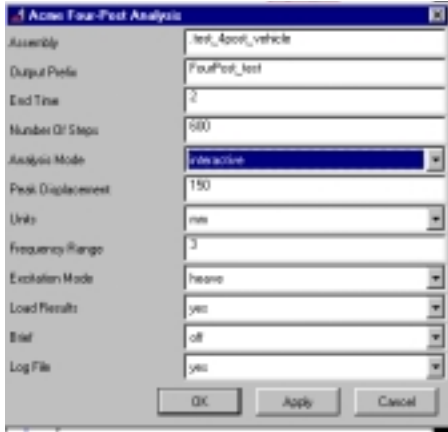 Acme Four-Post Analysis
Assembly .test_4post_vehicle
Output Prefix FourPost_test
End Time 2
Number Of Steps 600
Analysis Mode interactive
Peak Displacement 150
Units mm
Frequency Range 3
Excitation Mode heave
Load Results yes
Brief off
Log File yes
OK Apply Cancel